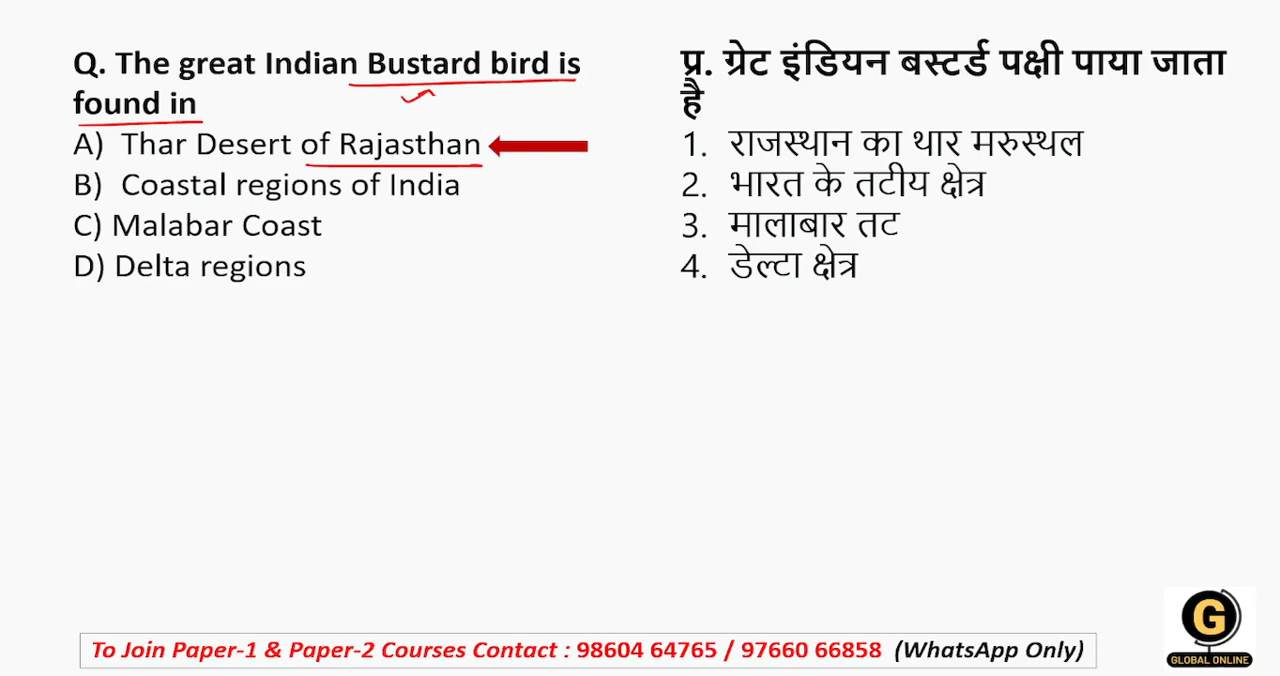 Q. The great Indian Bustard bird is
found in
A) Thar Desert of Rajasthan
B) Coastal regions of India
C) Malabar Coast
D) Delta regions
प्र. ग्रेट इंडियन बस्टर्ड पक्षी पाया जाता
है
1. राजस्थान का थार मरुस्थल
2. भारत के तटीय क्षेत्र
3. मालाबार तट
4. डेल्टा क्षेत्र
To Join Paper-1 & Paper-2 Courses Contact : 98604 64765 / 97660 66858 (WhatsApp Only)
G
GLOBAL ONLINE